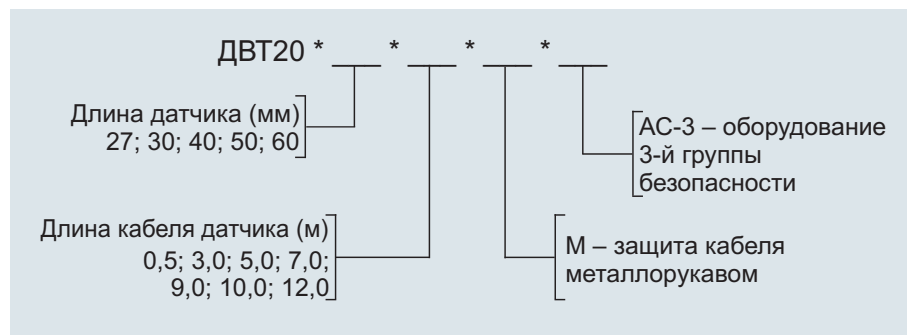 ДВТ20 * ___ * ___ * ___ * ___
Длина датчика (мм)
27; 30; 40; 50; 60
АС-3 – оборудование
3-й группы
безопасности
Длина кабеля датчика (м)
0,5; 3,0; 5,0; 7,0;
9,0; 10,0; 12,0
М – защита кабеля
металлорукавом